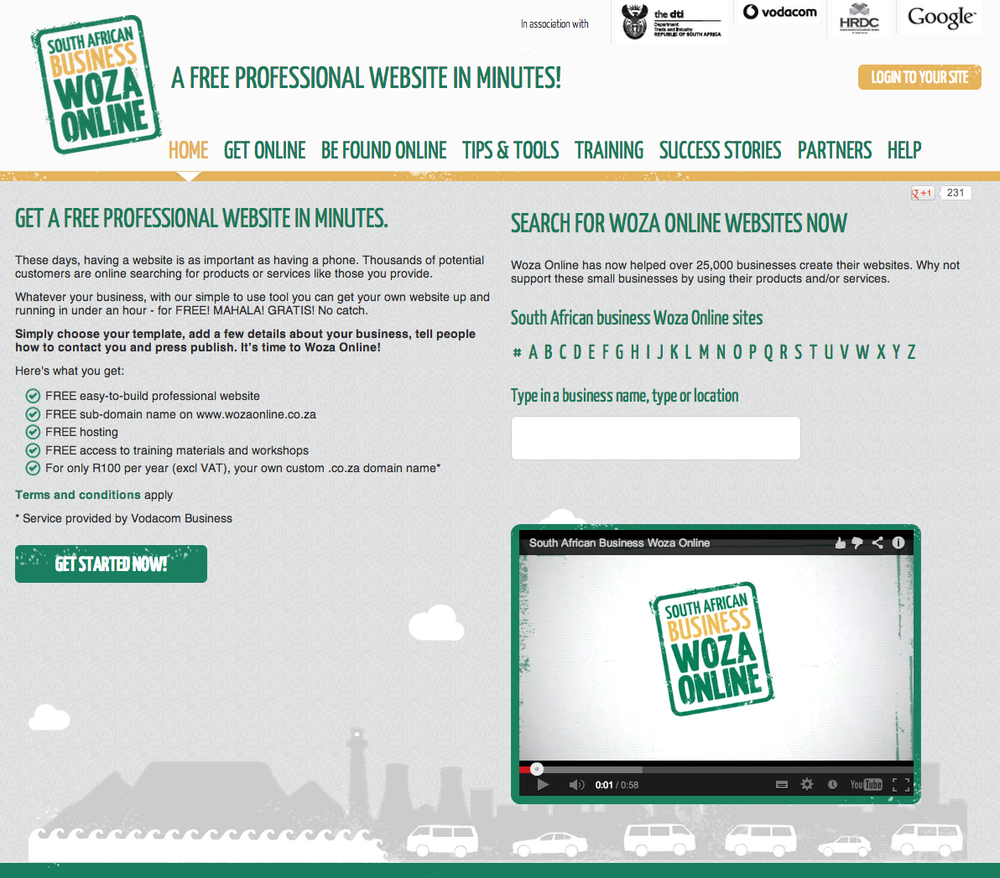 In association with
the dti
Department
Trade and Industry
REPUBLIC OF SOUTH AFRICA
vodacom
HRDC
Google™
SOUTH AFRICAN
BUSINESS
WOZA
ONLINE
A FREE PROFESSIONAL WEBSITE IN MINUTES!
LOGIN TO YOUR SITE
HOME GET ONLINE BE FOUND ONLINE TIPS & TOOLS TRAINING SUCCESS STORIES PARTNERS HELP
g +1 231
GET A FREE PROFESSIONAL WEBSITE IN MINUTES.
These days, having a website is as important as having a phone. Thousands of potential
customers are online searching for products or services like those you provide.
Whatever your business, with our simple to use tool you can get your own website up and
running in under an hour - for FREE! MAHALA! GRATIS! No catch.
Simply choose your template, add a few details about your business, tell people
how to contact you and press publish. It's time to Woza Online!
Here's what you get:
FREE easy-to-build professional website
FREE sub-domain name on www.wozaonline.co.za
FREE hosting
FREE access to training materials and workshops
For only R100 per year (excl VAT), your own custom .co.za domain name*
Terms and conditions apply
* Service provided by Vodacom Business
GET STARTED NOW!
SEARCH FOR WOZA ONLINE WEBSITES NOW
Woza Online has now helped over 25,000 businesses create their websites. Why not
support these small businesses by using their products and/or services.
South African business Woza Online sites
# A B C D E F G H I J K L M N O P Q R S T U V W X Y Z
Type in a business name, type or location
South African Business Woza Online
SOUTH AFRICAN
BUSINESS
WOZA
ONLINE
0:01 / 0:58
YouTube